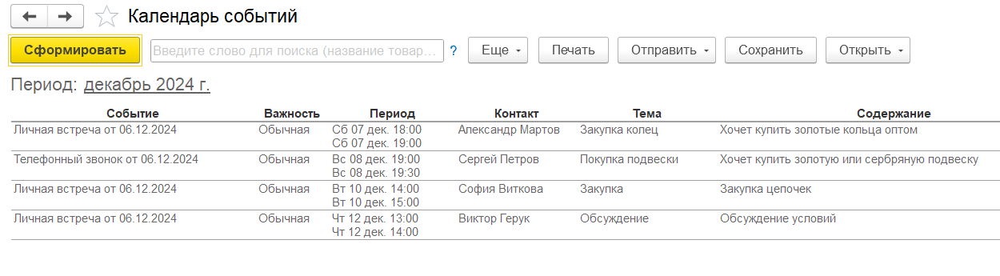 Календарь событий
Сформировать Введите слово для поиска (название товар… ? Еще Печать Отправить Сохранить Открыть
Период: декабрь 2024 г.
Событие Важность Период Контакт Тема Содержание
Личная встреча от 06.12.2024 Обычная Сб 07 дек. 18:00 Александр Мартов Закупка колец Хочет купить золотые кольца оптом
Сб 07 дек. 19:00
Телефонный звонок от 06.12.2024 Обычная Вс 08 дек. 19:00 Сергей Петров Покупка подвески Хочет купить золотую или сербряную подвеску
Вс 08 дек. 19:30
Личная встреча от 06.12.2024 Обычная Вт 10 дек. 14:00 София Виткова Закупка Закупка цепочек
Вт 10 дек. 15:00
Личная встреча от 06.12.2024 Обычная Чт 12 дек. 13:00 Виктор Герук Обсуждение Обсуждение условий
Чт 12 дек. 14:00